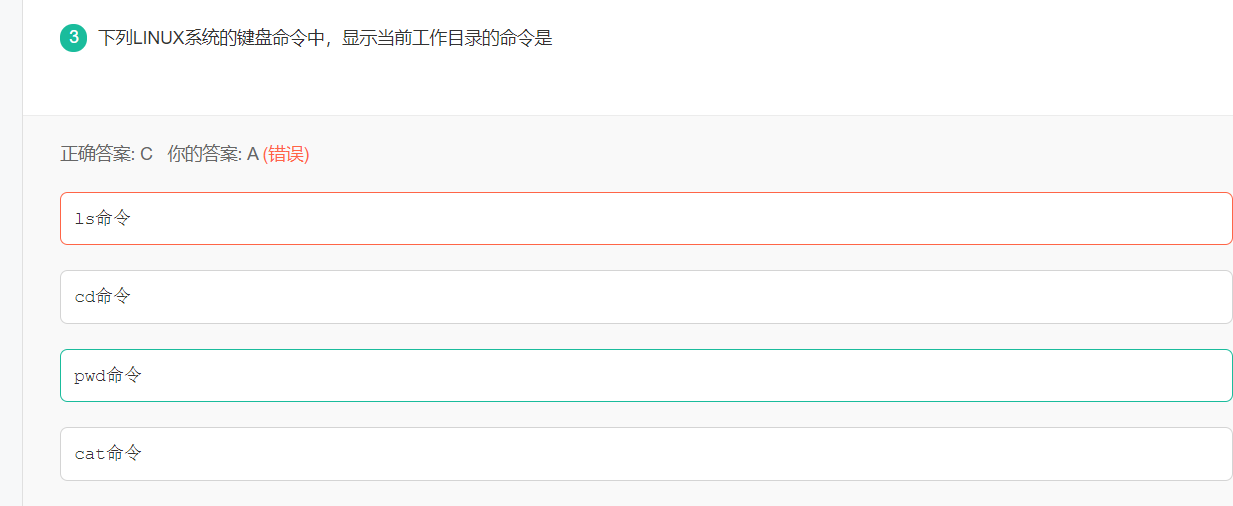 3 下列LINUX系统的键盘命令中，显示当前工作目录的命令是
正确答案: C 你的答案: A (错误)
ls命令
cd命令
pwd命令
cat命令